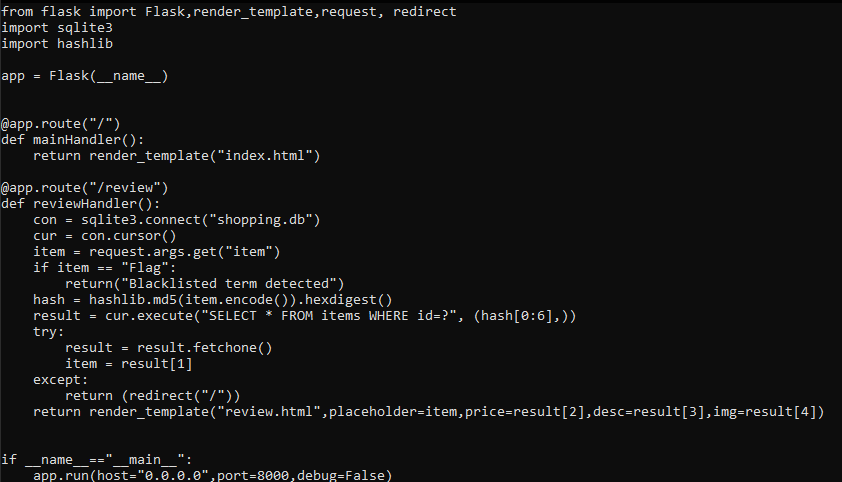 from flask import Flask,render_template,request, redirect
import sqlite3
import hashlib
app = Flask(__name__)
@app.route("/")
def mainHandler():
    return render_template("index.html")
@app.route("/review")
def reviewHandler():
    con = sqlite3.connect("shopping.db")
    cur = con.cursor()
    item = request.args.get("item")
    if item == "Flag":
        return("Blacklisted term detected")
    hash = hashlib.md5(item.encode()).hexdigest()
    result = cur.execute("SELECT * FROM items WHERE id=?", (hash[0:6],))
    try:
        result = result.fetchone()
        item = result[1]
    except:
        return (redirect("/"))
    return render_template("review.html",placeholder=item,price=result[2],desc=result[3],img=result[4])
if __name__=="__main__":
    app.run(host="0.0.0.0",port=8000,debug=False)